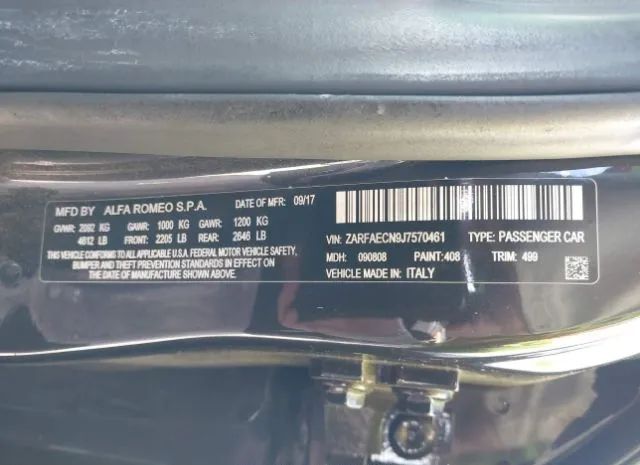 MFD BY ALFA ROMEO S.P.A. DATE OF MFR: 09/17
GVWR: 2092 KG GAWR: 1000 KG GAWR: 1200 KG
4612 LB FRONT: 2205 LB REAR: 2646 LB
THIS VEHICLE CONFORMS TO ALL APPLICABLE FEDERAL MOTOR VEHICLE SAFETY,
BUMPER AND THEFT PREVENTION STANDARDS IN EFFECT ON
THE DATE OF MANUFACTURE SHOWN ABOVE.
VIN: ZARFAECN9J7570461 TYPE: PASSENGER CAR
MDH: 090808 PAINT: 408 TRIM: 499
VEHICLE MADE IN: ITALY